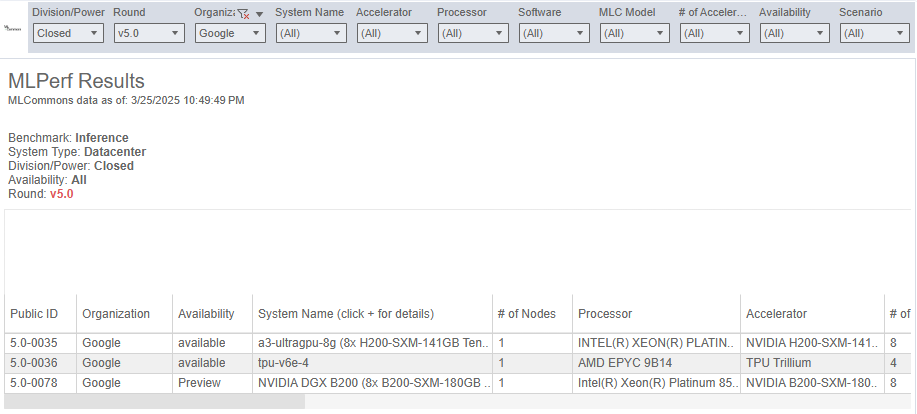 Division/Power Round Organiz System Name Accelerator Processor Software MLC Model # of Acceler... Availability Scenario
Closed v5.0 Google (All) (All) (All) (All) (All) (All) (All) (All)
MLPerf Results
MLCommons data as of: 3/25/2025 10:49:49 PM
Benchmark: Inference
System Type: Datacenter
Division/Power: Closed
Availability: All
Round: v5.0
Public ID Organization Availability System Name (click + for details) # of Nodes Processor Accelerator # of
5.0-0035 Google available a3-ultragpu-8g (8x H200-SXM-141GB Ten.. 1 INTEL(R) XEON(R) PLATIN.. NVIDIA H200-SXM-141.. 8
5.0-0036 Google available tpu-v6e-4 1 AMD EPYC 9B14 TPU Trillium 4
5.0-0078 Google Preview NVIDIA DGX B200 (8x B200-SXM-180GB .. 1 Intel(R) Xeon(R) Platinum 85.. NVIDIA B200-SXM-180.. 8